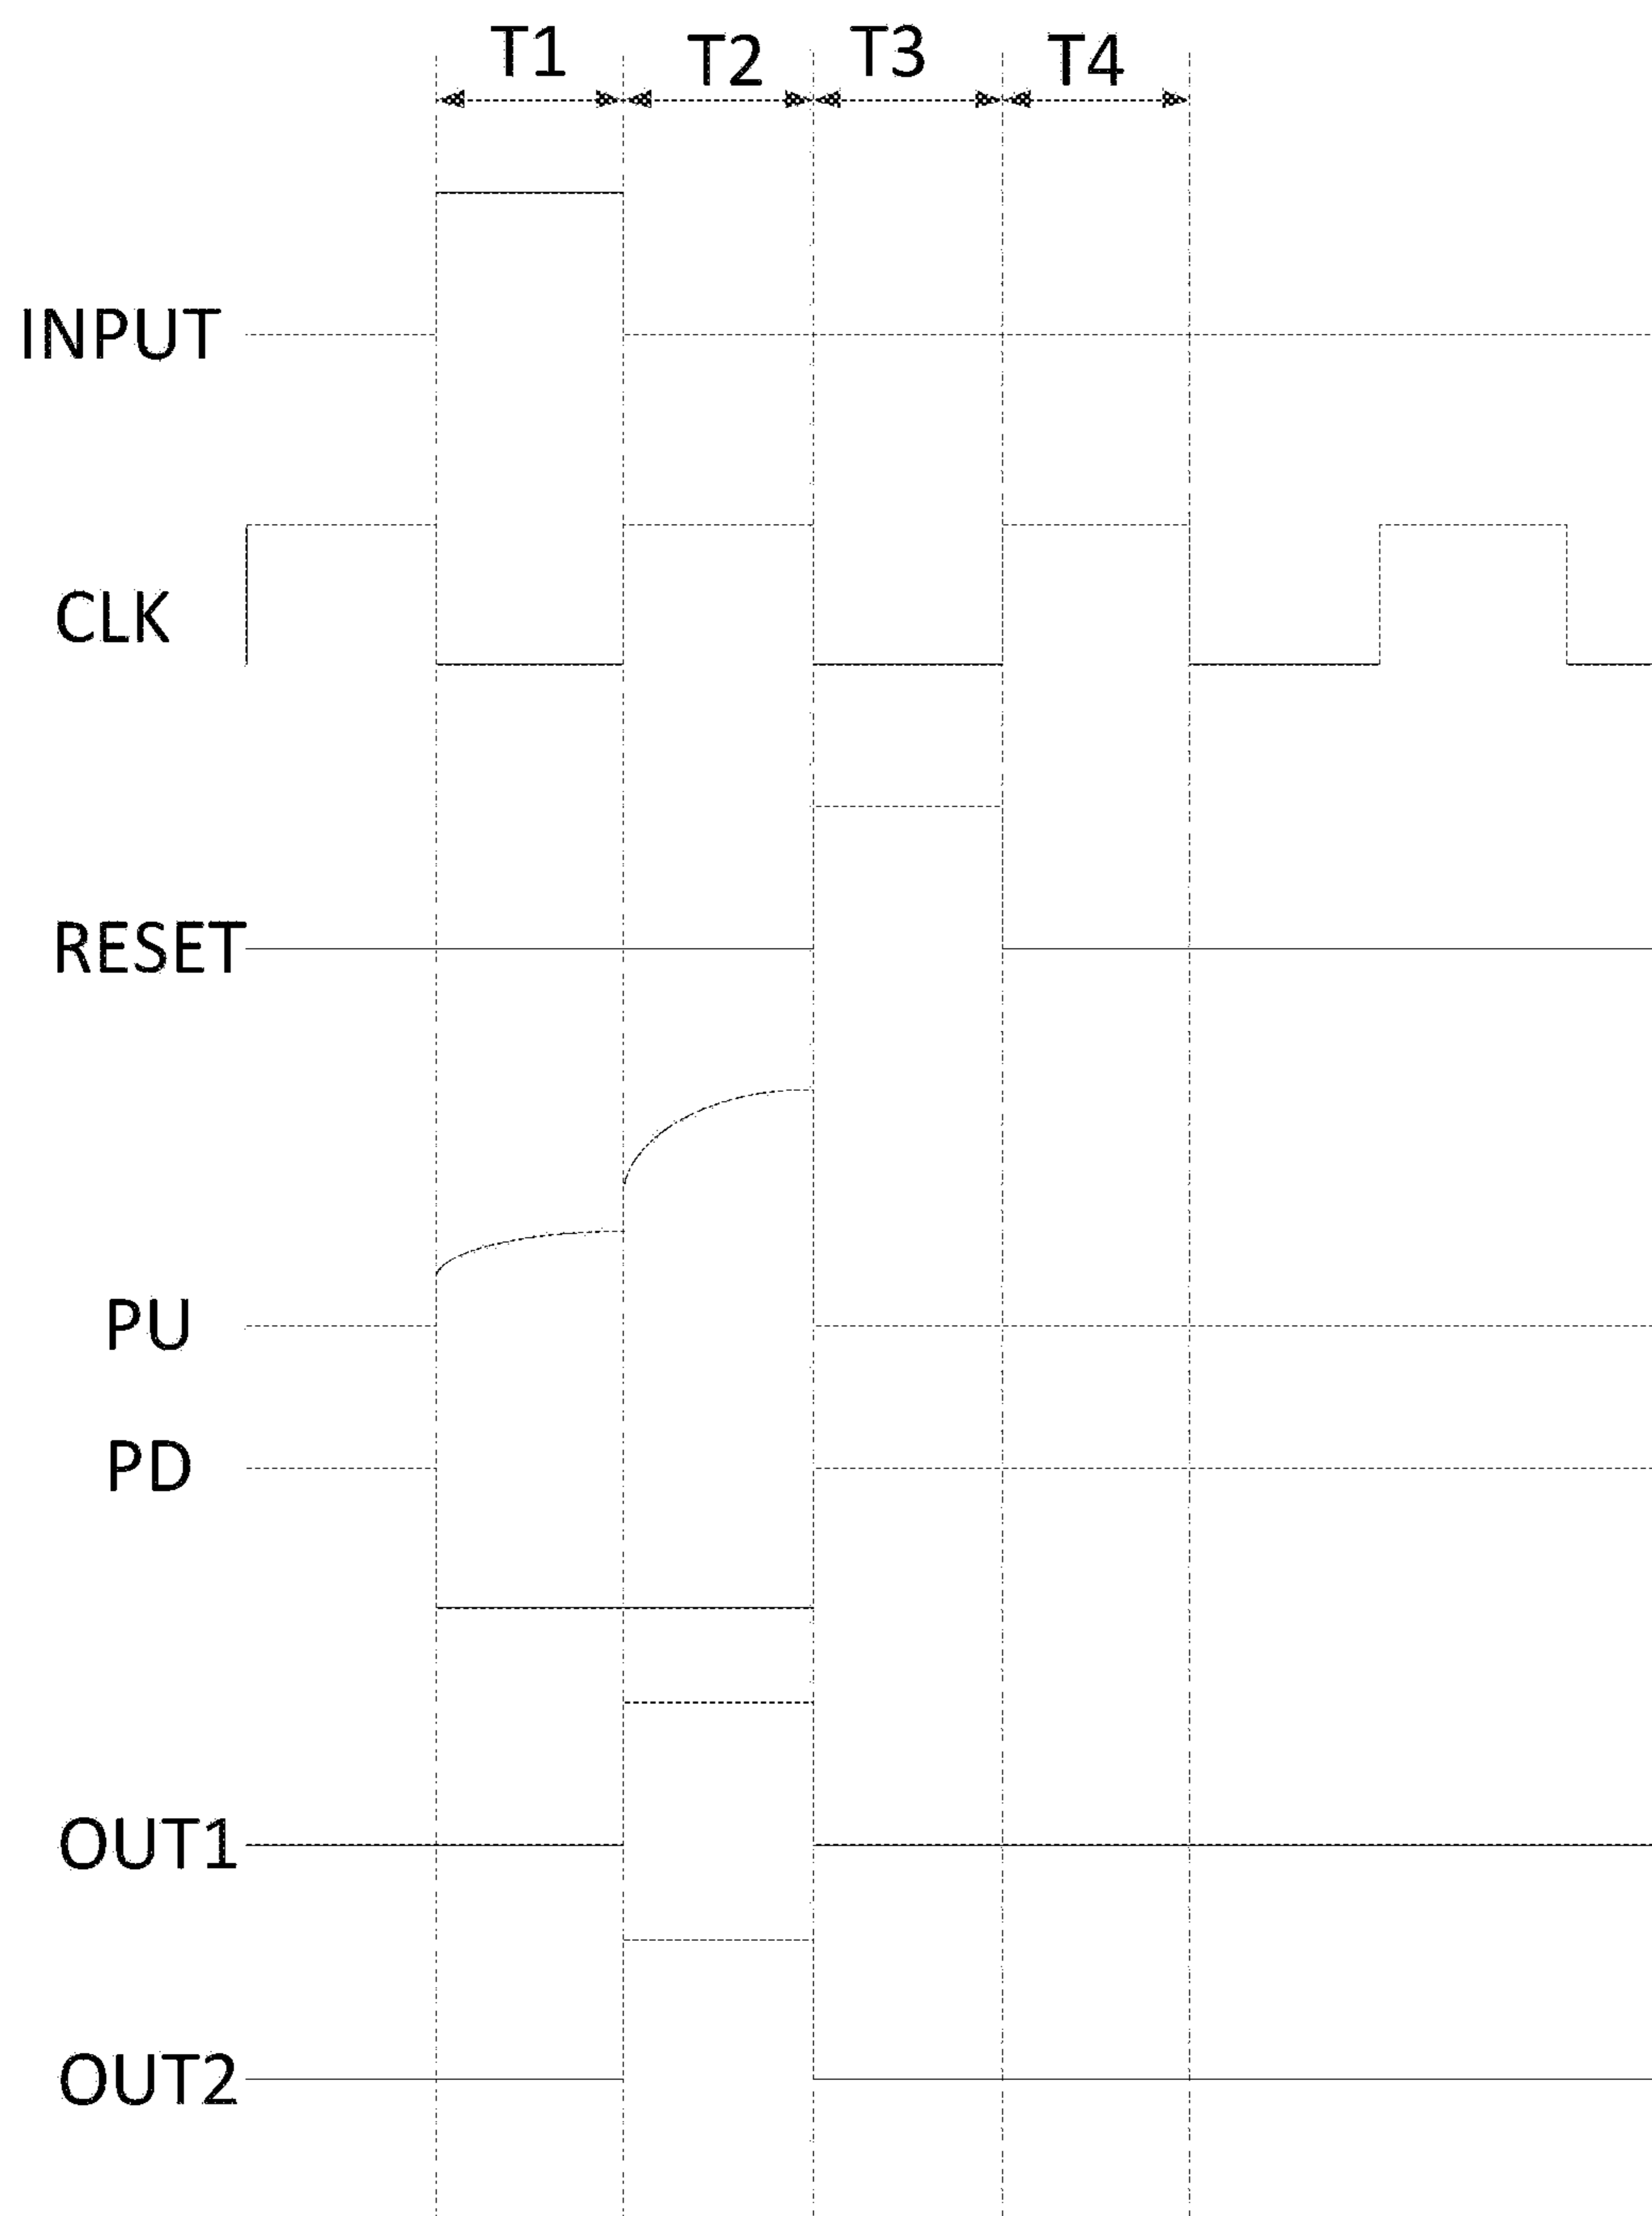 T1 T2 T3 T4
INPUT
CLK
RESET
PU
PD
OUT1
OUT2